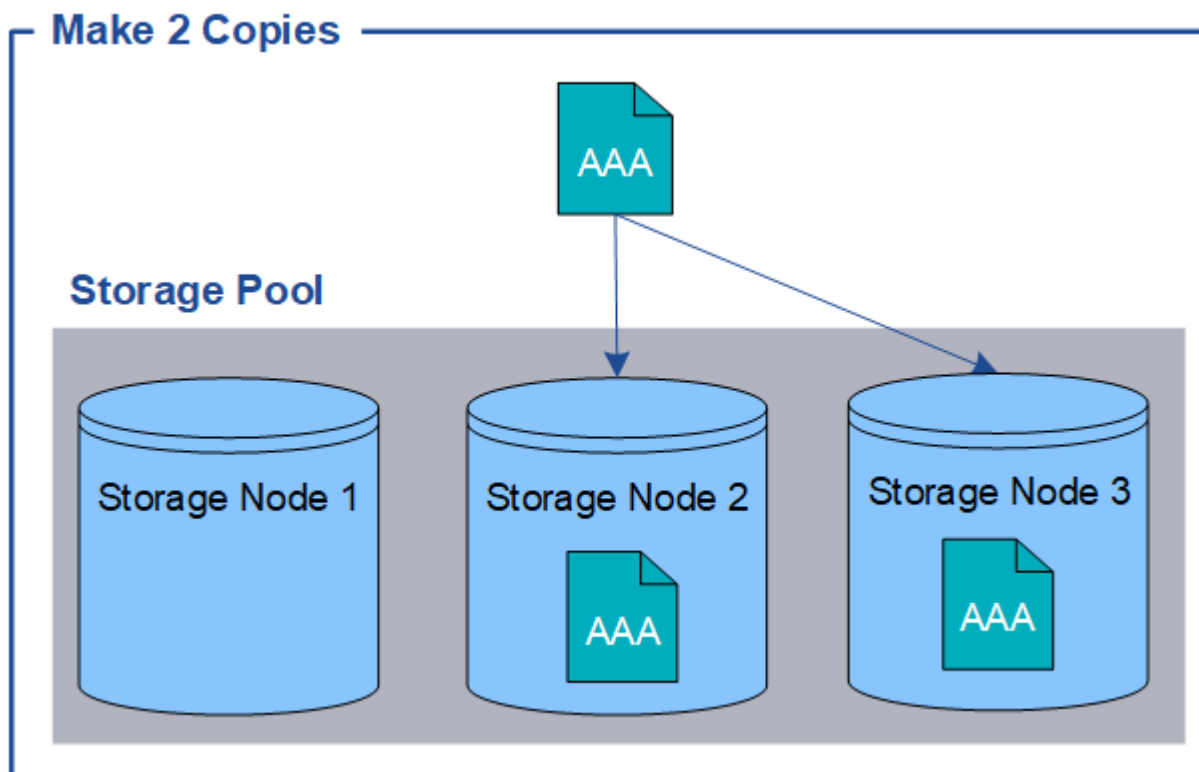 Make 2 Copies
AAA
Storage Pool
Storage Node 1
Storage Node 2
Storage Node 3
AAA
AAA